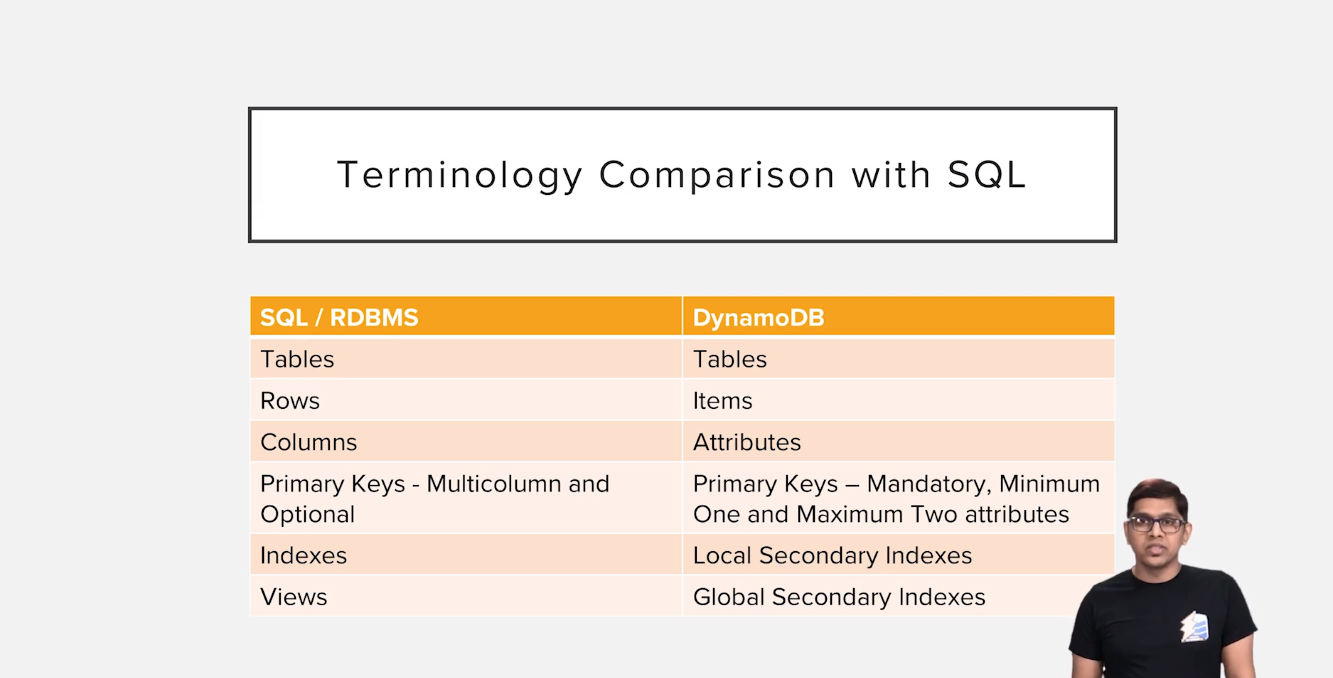 Terminology Comparison with SQL
SQL / RDBMS
DynamoDB
Tables
Tables
Rows
Items
Columns
Attributes
Primary Keys - Multicolumn and
Optional
Primary Keys – Mandatory, Minimum
One and Maximum Two attributes
Indexes
Local Secondary Indexes
Views
Global Secondary Indexes